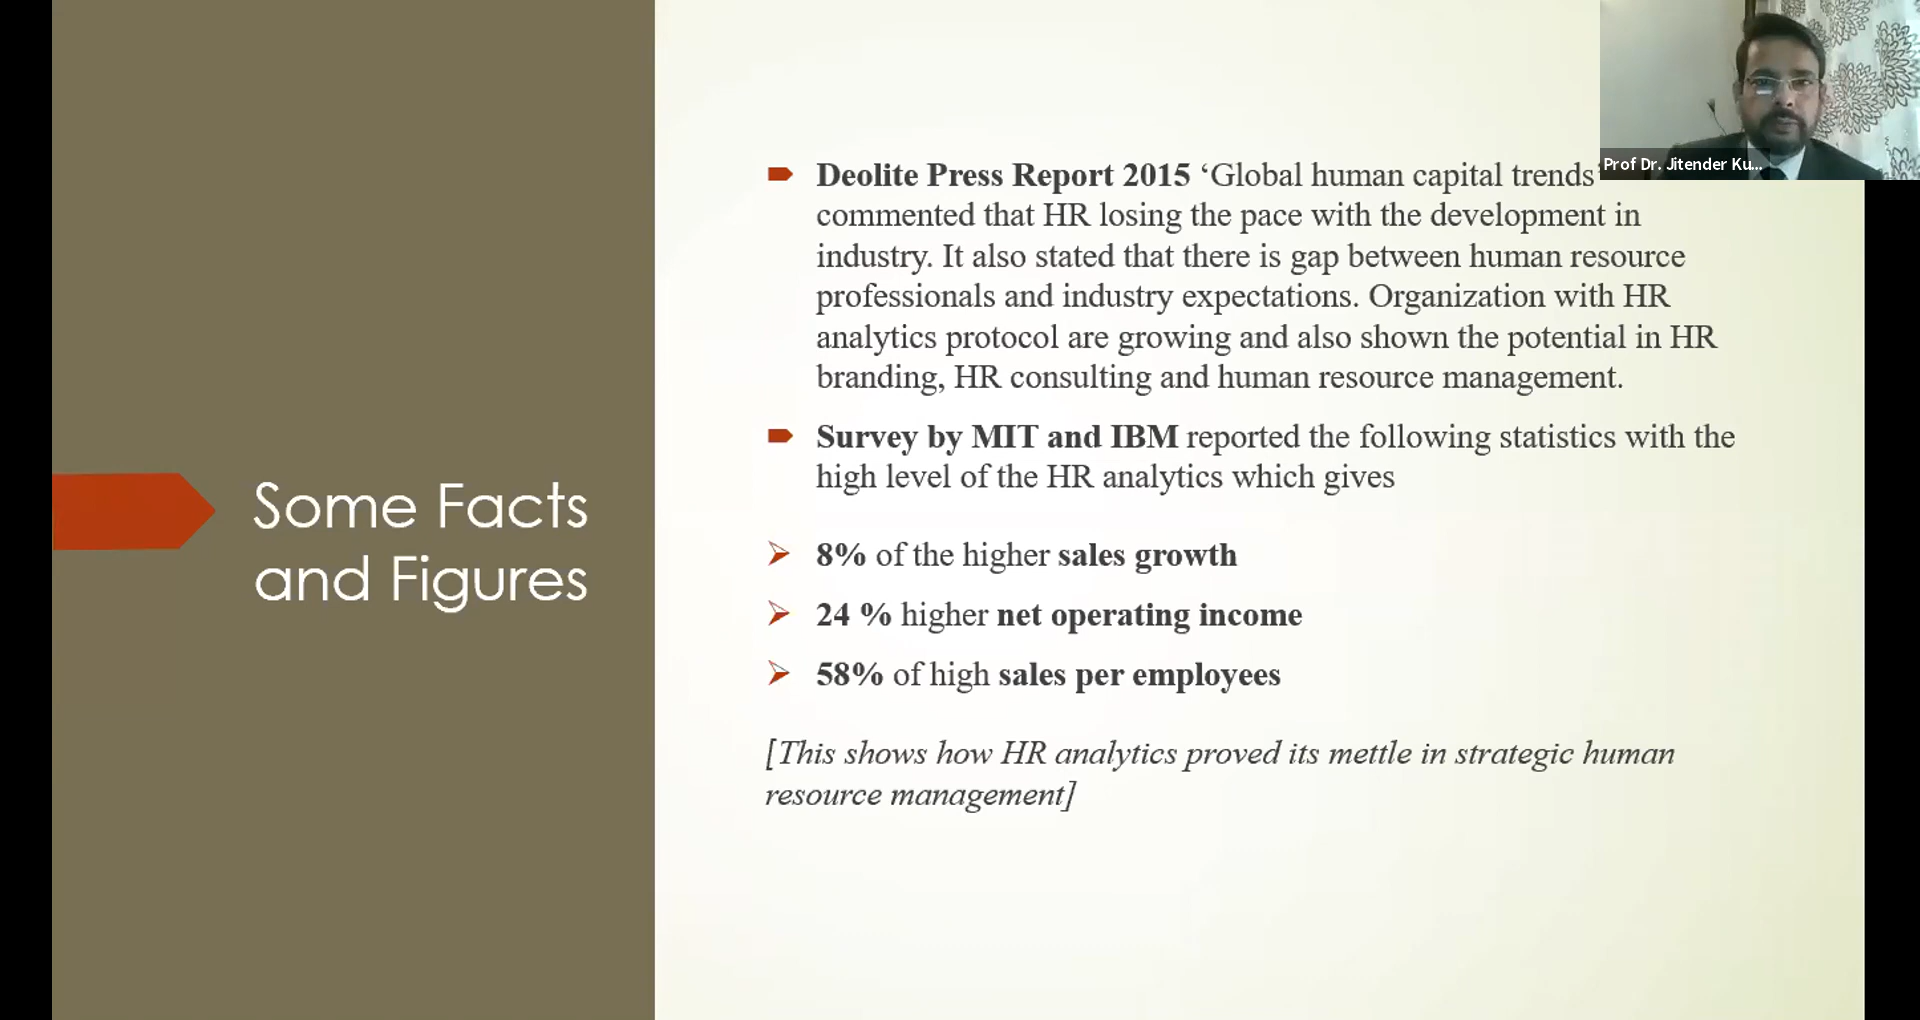 Some Facts
and Figures
Deolite Press Report 2015 ‘Global human capital trends’
commented that HR losing the pace with the development in
industry. It also stated that there is gap between human resource
professionals and industry expectations. Organization with HR
analytics protocol are growing and also shown the potential in HR
branding, HR consulting and human resource management.
Survey by MIT and IBM reported the following statistics with the
high level of the HR analytics which gives
8% of the higher sales growth
24 % higher net operating income
58% of high sales per employees
[This shows how HR analytics proved its mettle in strategic human
resource management]
Prof Dr. Jitender Ku...